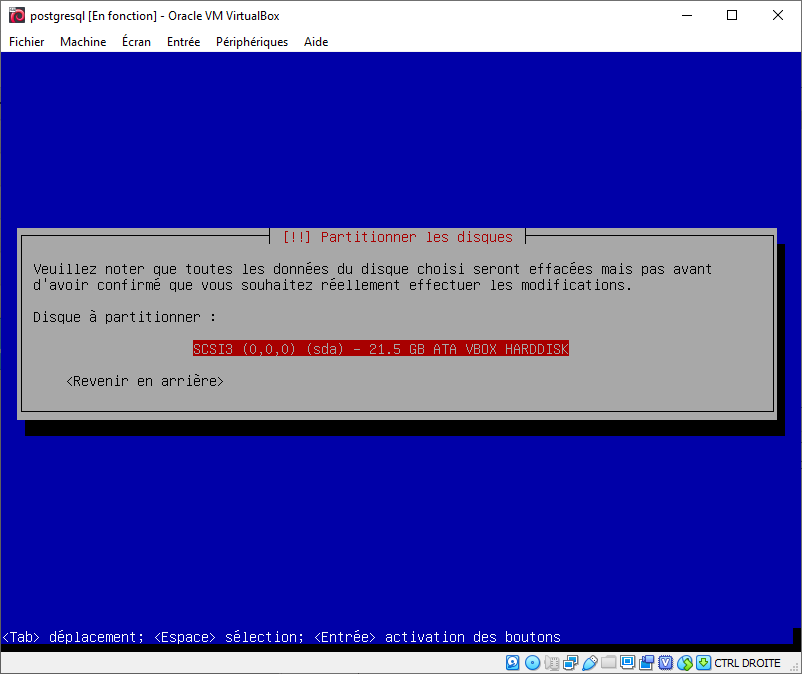 postgresql [En fonction] - Oracle VM VirtualBox
Fichier Machine Écran Entrée Périphériques Aide
[!!] Partitionner les disques
Veuillez noter que toutes les données du disque choisi seront effacées mais pas avant
d'avoir confirmé que vous souhaitez réellement effectuer les modifications.
Disque à partitionner :
SCSI3 (0,0,0) (sda) - 21.5 GB ATA VBOX HARDDISK
<Revenir en arrière>
<Tab> déplacement; <Espace> sélection; <Entrée> activation des boutons
CTRL DROITE